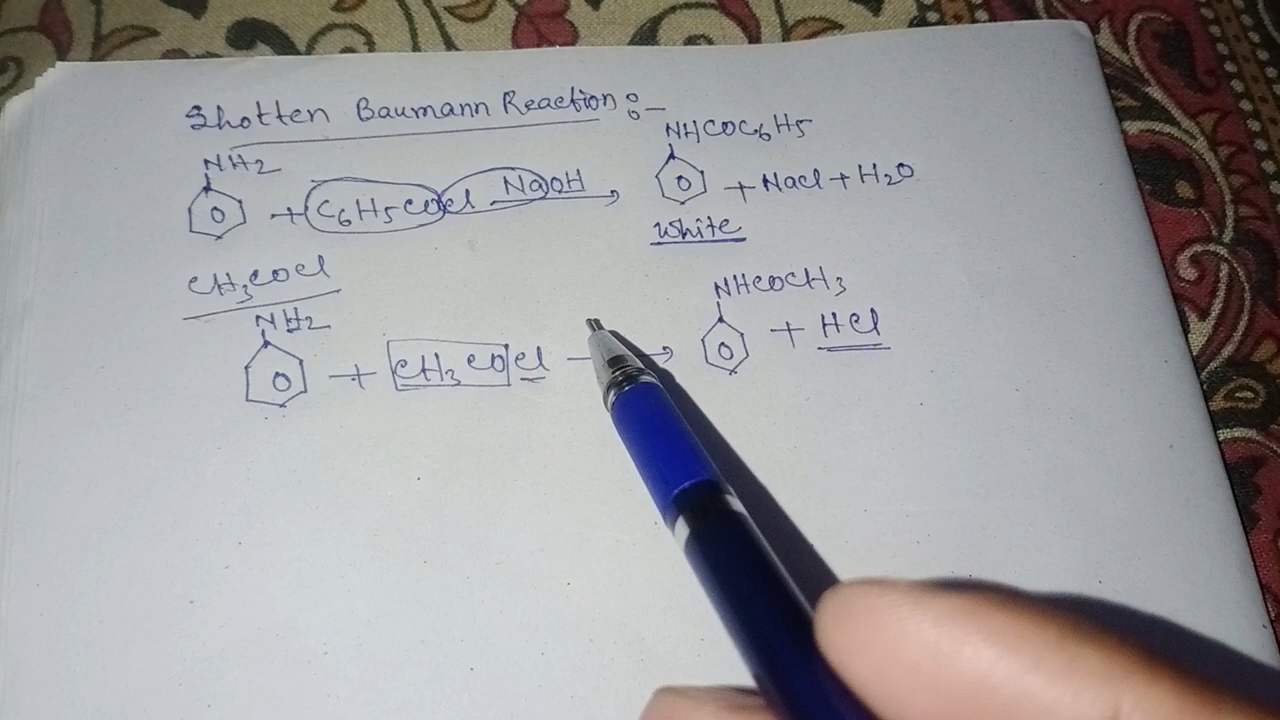 Shotten Baumann Reaction :-
NH2 NHCOC6H5
+ C6H5COCl NaOH → + NaCl + H2O
White
CH3COCl
NH2 NHCOCH3
+ CH3COCl → + HCl